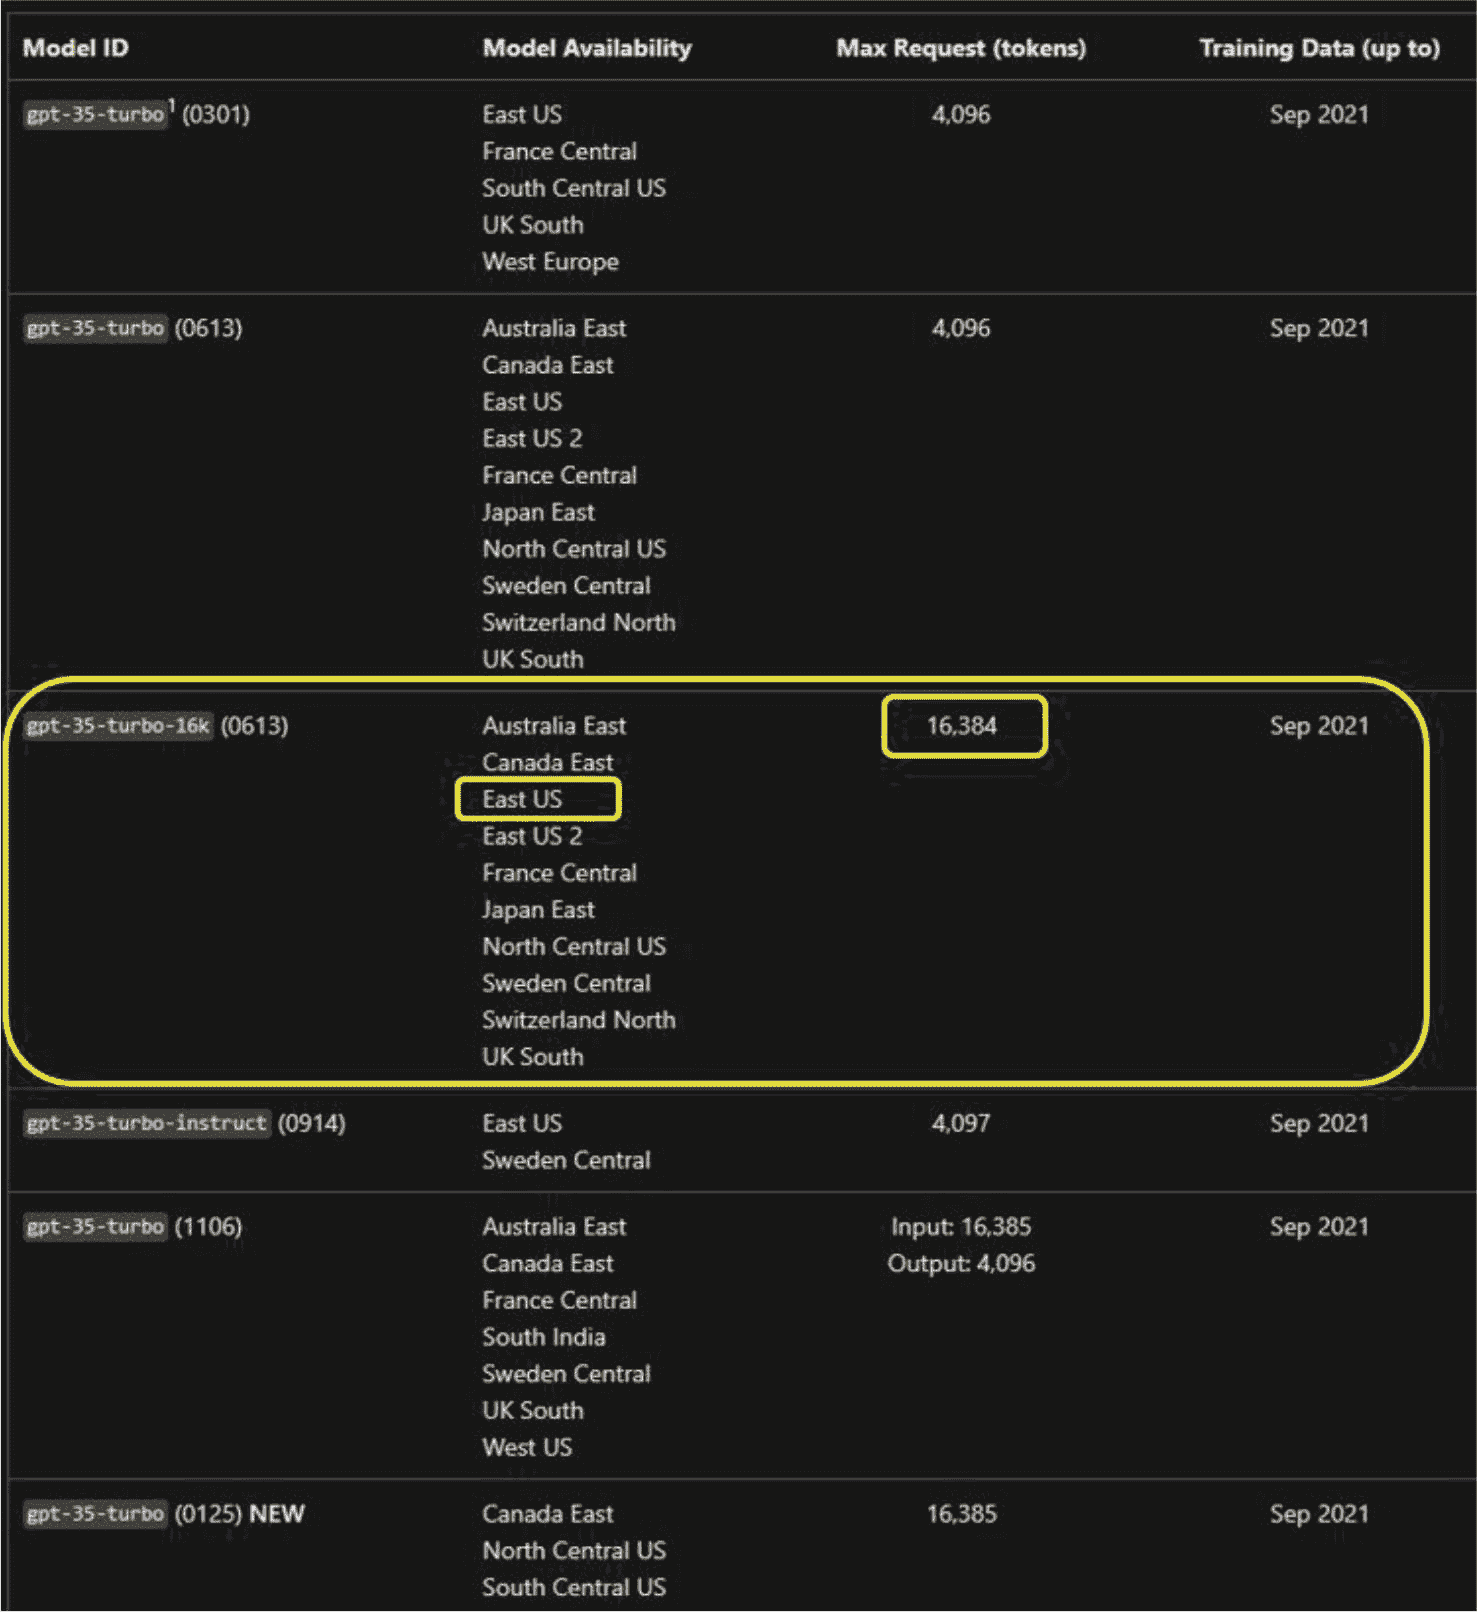 Model ID Model Availability Max Request (tokens) Training Data (up to)
gpt-35-turbo¹ (0301) East US 4,096 Sep 2021
France Central
South Central US
UK South
West Europe
gpt-35-turbo (0613) Australia East 4,096 Sep 2021
Canada East
East US
East US 2
France Central
Japan East
North Central US
Sweden Central
Switzerland North
UK South
gpt-35-turbo-16k (0613) Australia East 16,384 Sep 2021
Canada East
East US
East US 2
France Central
Japan East
North Central US
Sweden Central
Switzerland North
UK South
gpt-35-turbo-instruct (0914) East US 4,097 Sep 2021
Sweden Central
gpt-35-turbo (1106) Australia East Input: 16,385 Sep 2021
Canada East Output: 4,096
France Central
South India
Sweden Central
UK South
West US
gpt-35-turbo (0125) NEW Canada East 16,385 Sep 2021
North Central US
South Central US